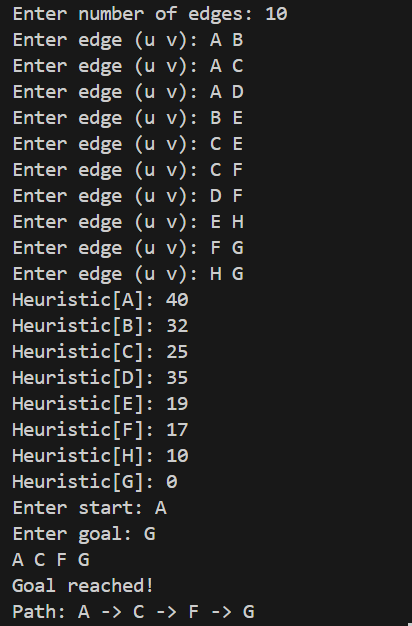 Enter number of edges: 10
Enter edge (u v): A B
Enter edge (u v): A C
Enter edge (u v): A D
Enter edge (u v): B E
Enter edge (u v): C E
Enter edge (u v): C F
Enter edge (u v): D F
Enter edge (u v): E H
Enter edge (u v): F G
Enter edge (u v): H G
Heuristic[A]: 40
Heuristic[B]: 32
Heuristic[C]: 25
Heuristic[D]: 35
Heuristic[E]: 19
Heuristic[F]: 17
Heuristic[H]: 10
Heuristic[G]: 0
Enter start: A
Enter goal: G
A C F G
Goal reached!
Path: A -> C -> F -> G